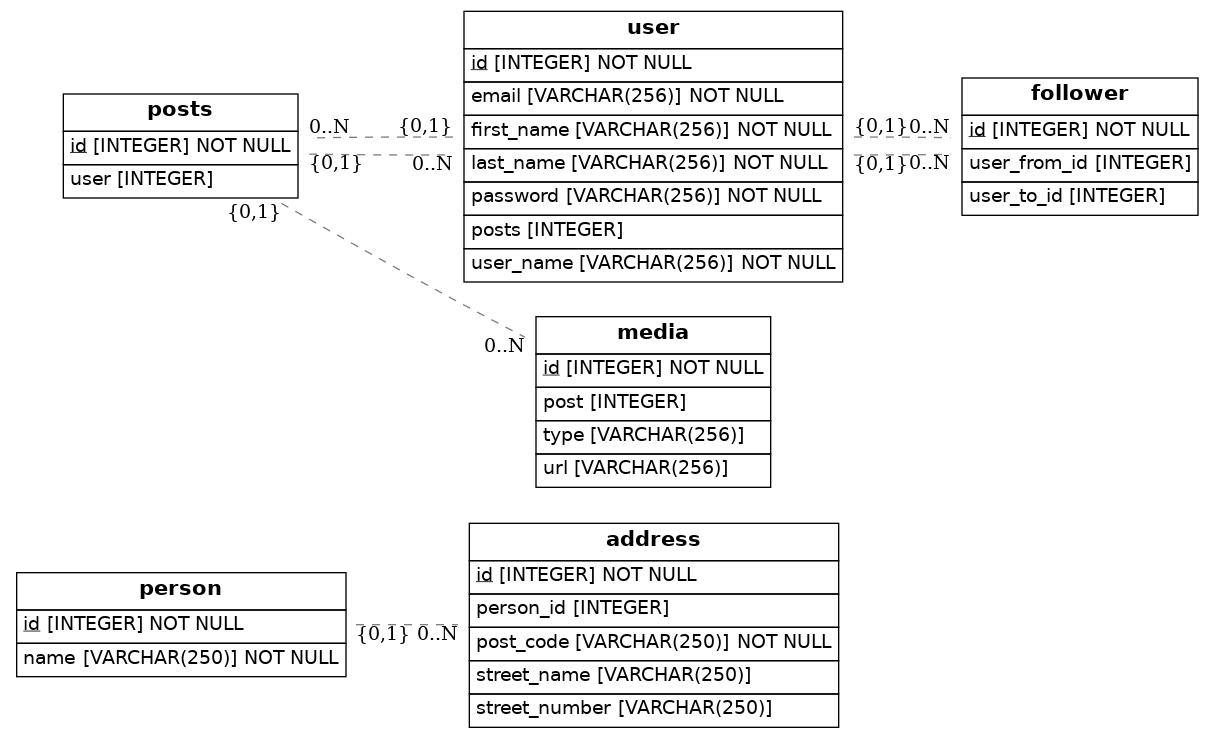 user
id [INTEGER] NOT NULL
email [VARCHAR(256)] NOT NULL
first_name [VARCHAR(256)] NOT NULL
last_name [VARCHAR(256)] NOT NULL
password [VARCHAR(256)] NOT NULL
posts [INTEGER]
user_name [VARCHAR(256)] NOT NULL
posts
id [INTEGER] NOT NULL
user [INTEGER]
0..N {0,1}
{0,1} 0..N
{0,1} 0..N
{0,1} 0..N
follower
id [INTEGER] NOT NULL
user_from_id [INTEGER]
user_to_id [INTEGER]
{0,1}
0..N
media
id [INTEGER] NOT NULL
post [INTEGER]
type [VARCHAR(256)]
url [VARCHAR(256)]
person
id [INTEGER] NOT NULL
name [VARCHAR(250)] NOT NULL
{0,1} 0..N
address
id [INTEGER] NOT NULL
person_id [INTEGER]
post_code [VARCHAR(250)] NOT NULL
street_name [VARCHAR(250)]
street_number [VARCHAR(250)]